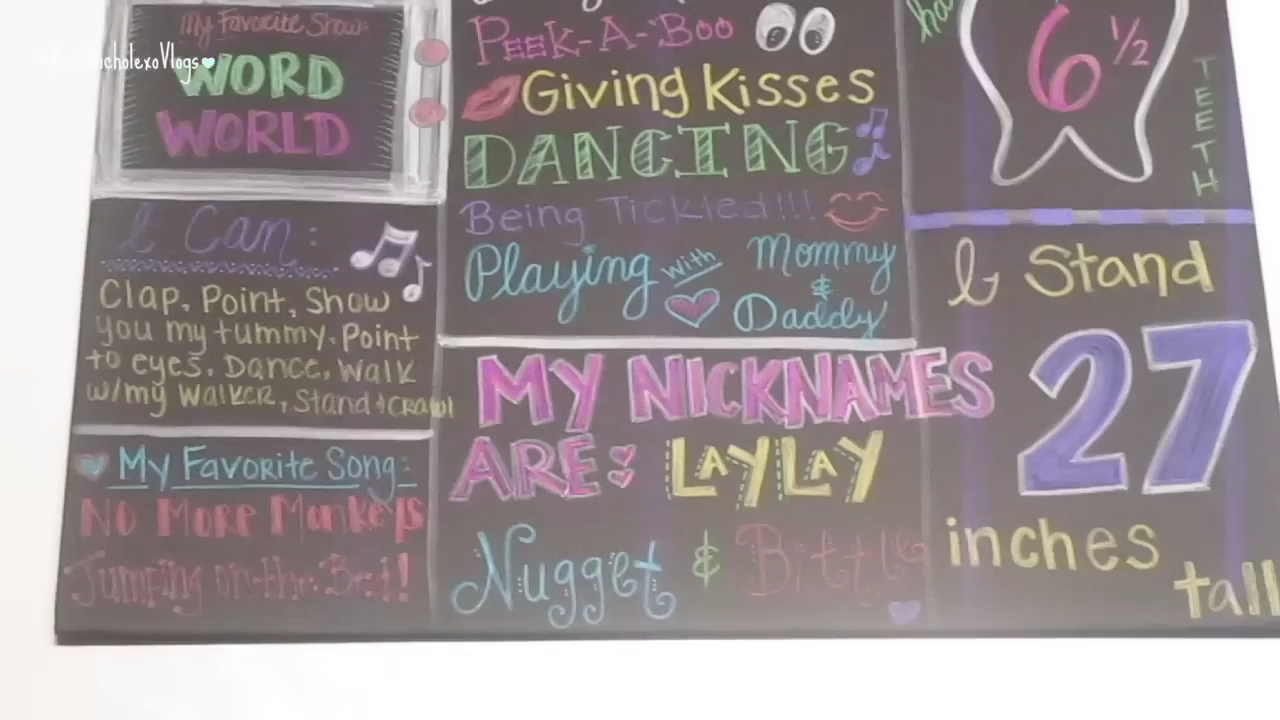 My Favorite Show:
WORD
WORLD
I Can:
Clap, Point, Show
you my tummy, Point
to eyes, Dance, Walk
w/my Walker, Stand & Crawl
My Favorite Song:
No More Monkeys
Jumping on the Bed!
PEEK-A-BOO
Giving Kisses
DANCING
Being Tickled!!!
Playing with Mommy
&
Daddy
MY NICKNAMES
ARE: LAYLAY
Nugget & Bittle
6 1/2
TEETH
I Stand
27
inches
tall